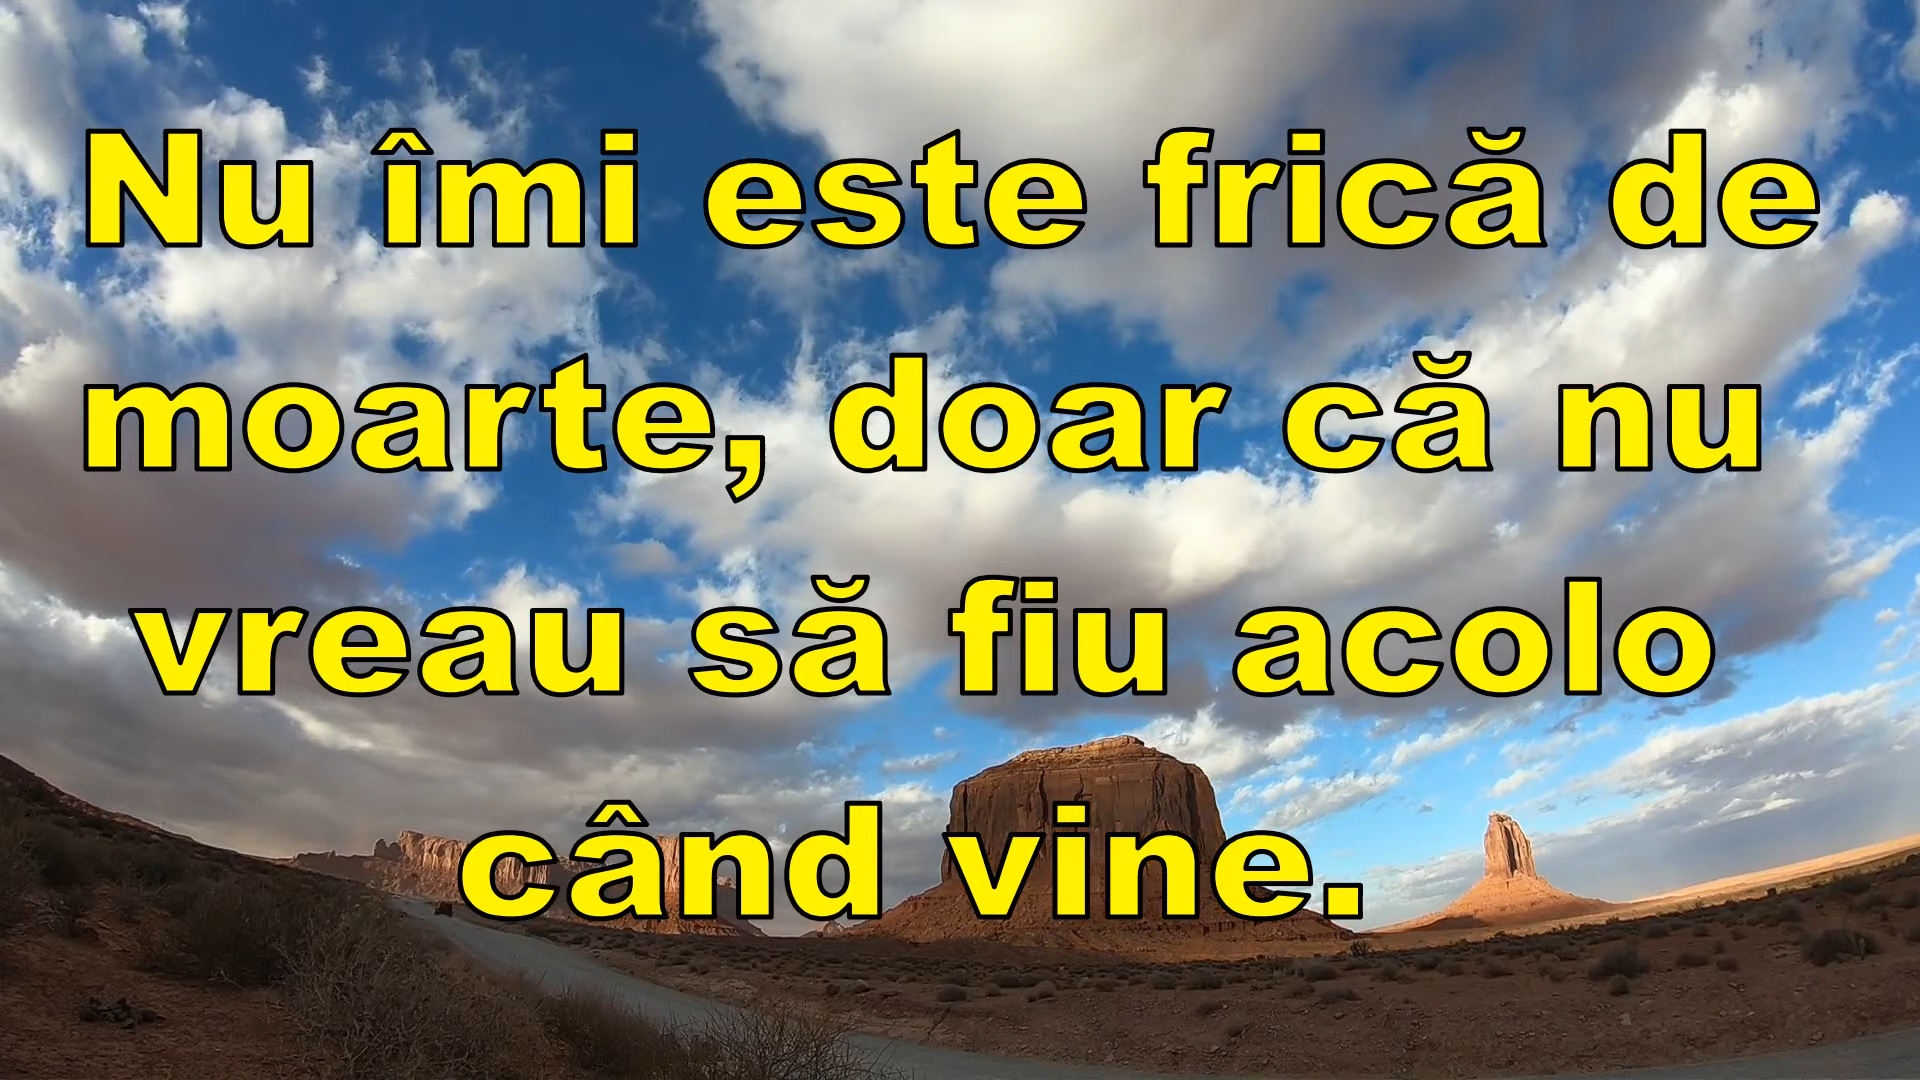 Nu îmi este frică de
moarte, doar că nu
vreau să fiu acolo
când vine.